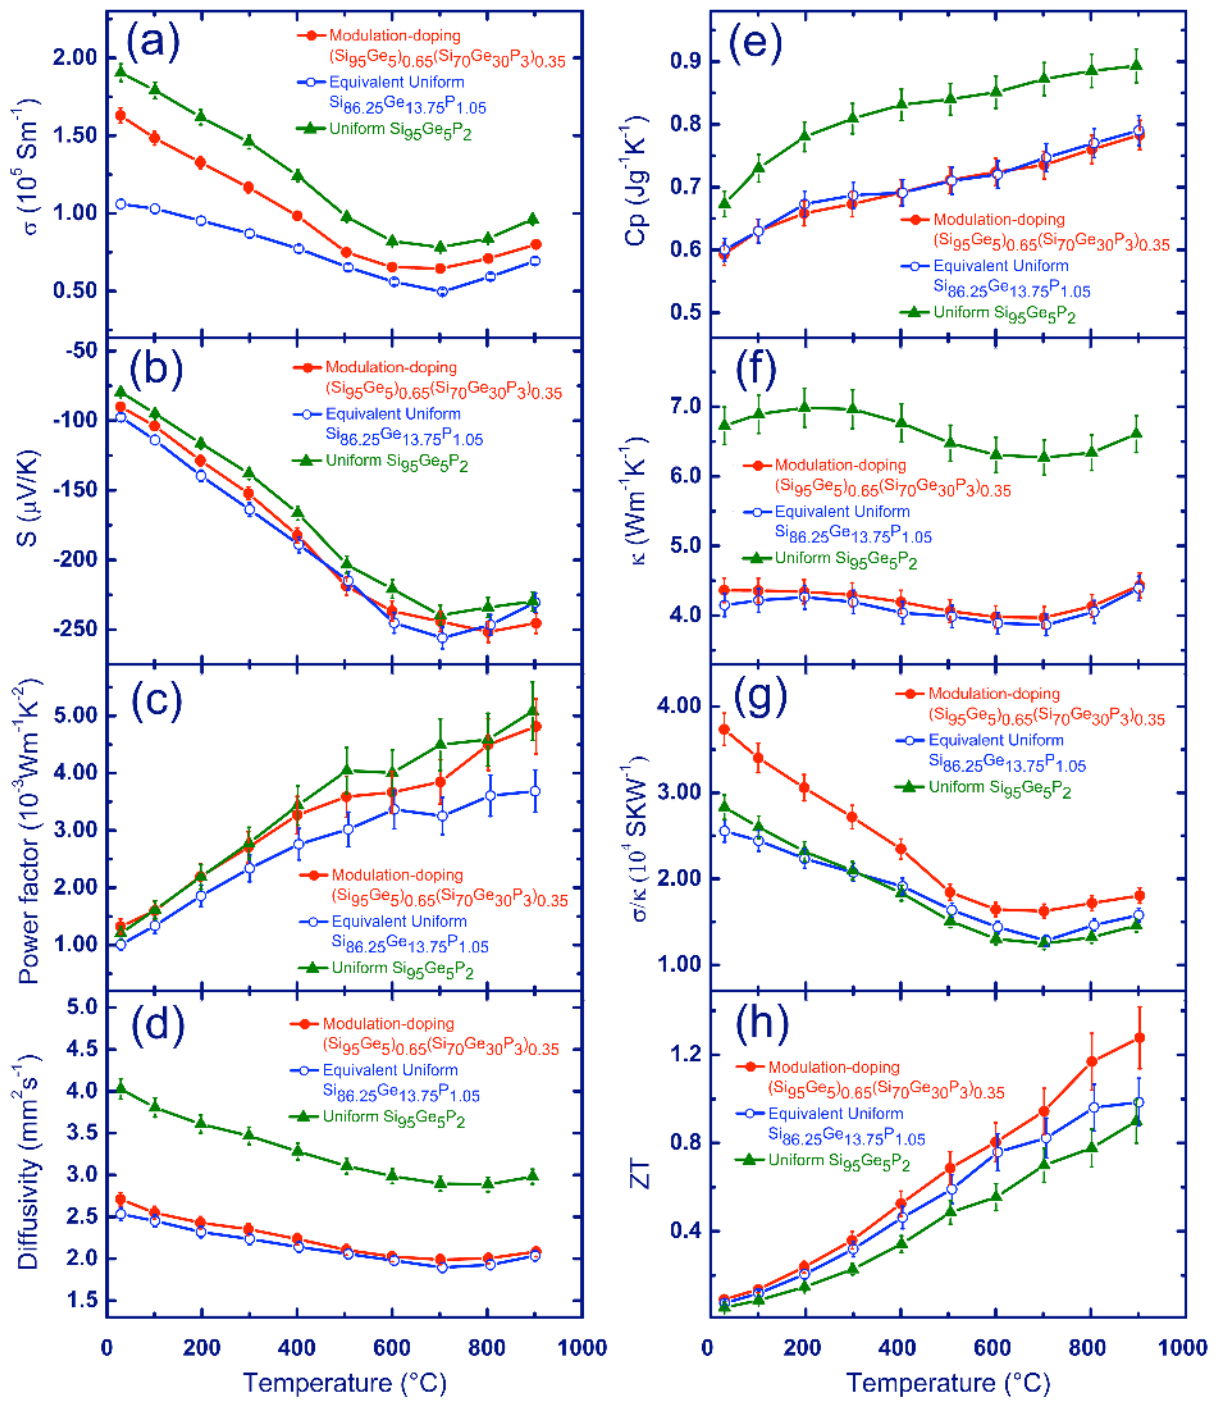 (a)
Modulation-doping
(Si95Ge5)0.65(Si70Ge30P3)0.35
Equivalent Uniform
Si86.25Ge13.75P1.05
Uniform Si95Ge5P2
2.00
1.50
1.00
0.50
σ (10^5 Sm^-1)
(b)
Modulation-doping
(Si95Ge5)0.65(Si70Ge30P3)0.35
Equivalent Uniform
Si86.25Ge13.75P1.05
Uniform Si95Ge5P2
-50
-100
-150
-200
-250
S (μV/K)
(c)
5.00
4.00
3.00
2.00
1.00
Power factor (10^-3Wm^-1K^-2)
Modulation-doping
(Si95Ge5)0.65(Si70Ge30P3)0.35
Equivalent Uniform
Si86.25Ge13.75P1.05
Uniform Si95Ge5P2
(d)
Modulation-doping
(Si95Ge5)0.65(Si70Ge30P3)0.35
Equivalent Uniform
Si86.25Ge13.75P1.05
Uniform Si95Ge5P2
5.0
4.5
4.0
3.5
3.0
2.5
2.0
1.5
Diffusivity (mm^2s^-1)
0 200 400 600 800 1000
Temperature (°C)
(e)
0.9
0.8
0.7
0.6
0.5
Cp (Jg^-1K^-1)
Modulation-doping
(Si95Ge5)0.65(Si70Ge30P3)0.35
Equivalent Uniform
Si86.25Ge13.75P1.05
Uniform Si95Ge5P2
(f)
7.0
6.0
5.0
4.0
κ (Wm^-1K^-1)
Modulation-doping
(Si95Ge5)0.65(Si70Ge30P3)0.35
Equivalent Uniform
Si86.25Ge13.75P1.05
Uniform Si95Ge5P2
(g)
Modulation-doping
(Si95Ge5)0.65(Si70Ge30P3)0.35
Equivalent Uniform
Si86.25Ge13.75P1.05
Uniform Si95Ge5P2
4.00
3.00
2.00
1.00
σ/κ (10^4 SKW^-1)
(h)
Modulation-doping
(Si95Ge5)0.65(Si70Ge30P3)0.35
Equivalent Uniform
Si86.25Ge13.75P1.05
Uniform Si95Ge5P2
1.2
0.8
0.4
ZT
0 200 400 600 800 1000
Temperature (°C)